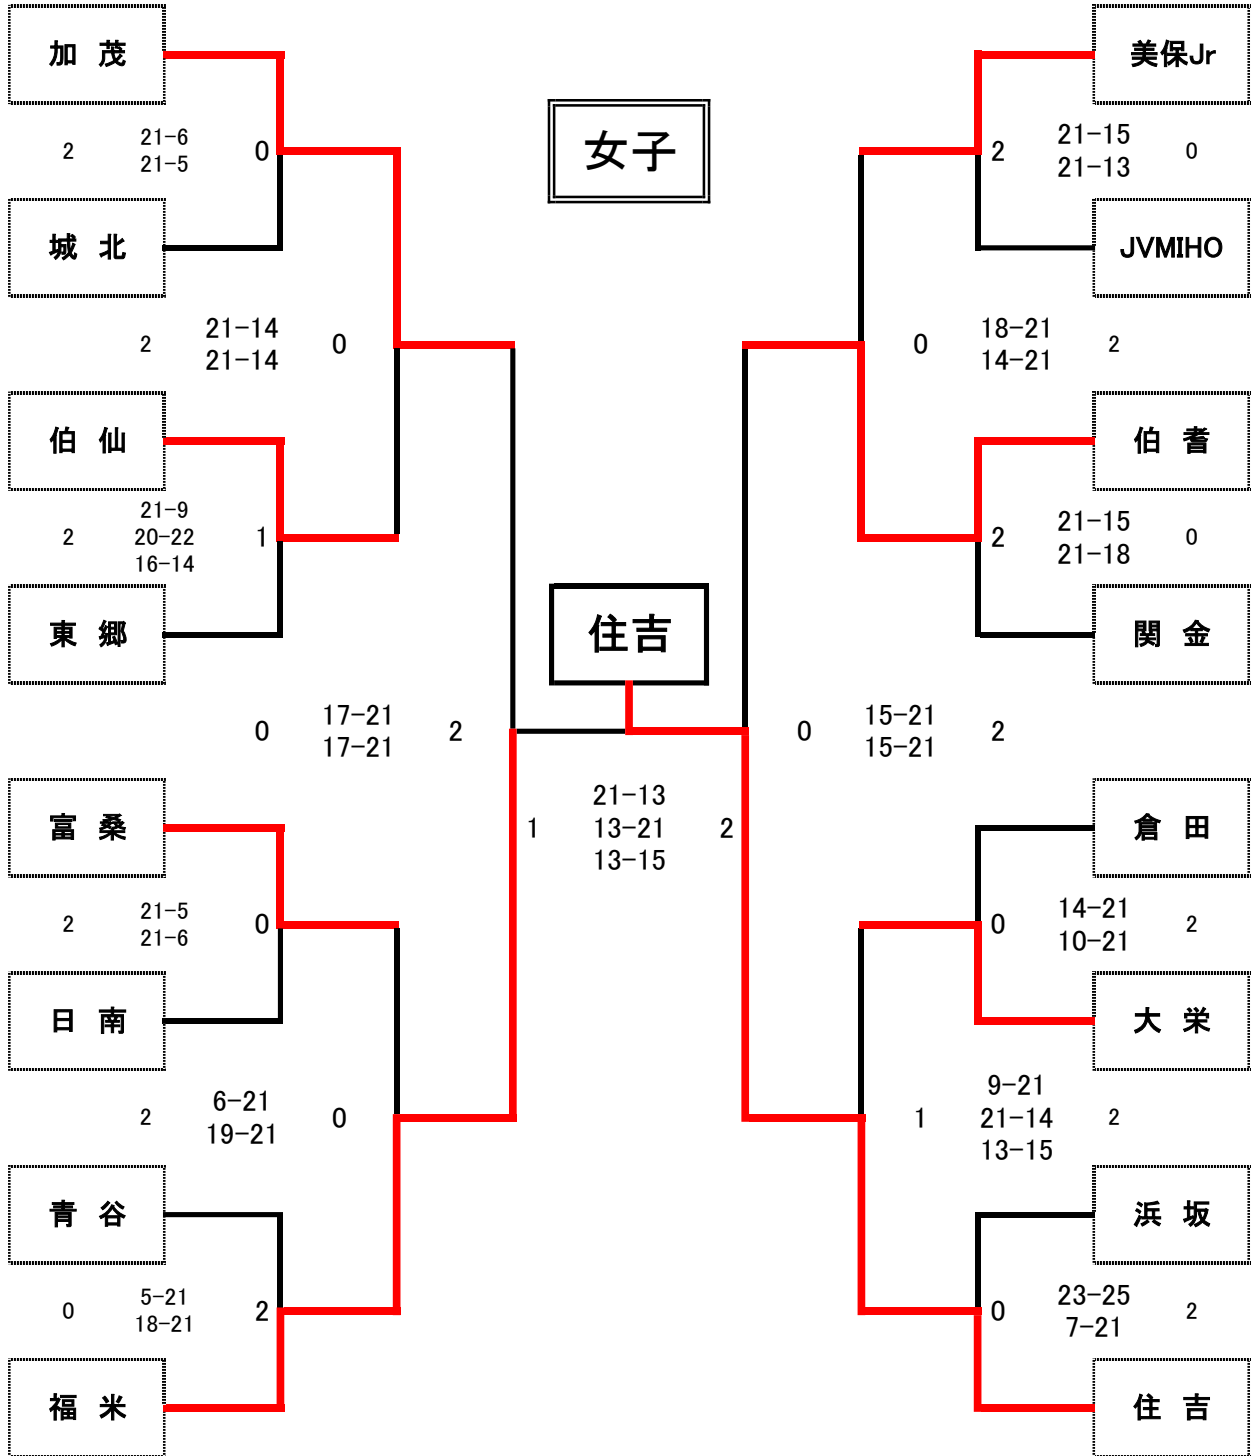 加 茂
2 21-6 0
21-5
城 北
2 21-14 0
21-14
伯 仙
2 21-9 1
20-22
16-14
東 郷
0 17-21 2
17-21
富 桑
2 21-5 0
21-6
日 南
2 6-21 0
19-21
青 谷
0 5-21 2
18-21
福 米
女子
住吉
1 21-13 2
13-21
13-15
美保Jr
2 21-15 0
21-13
JVMIHO
0 18-21 2
14-21
伯 耆
2 21-15 0
21-18
関 金
0 15-21 2
15-21
倉 田
0 14-21 2
10-21
大 栄
1 9-21 2
21-14
13-15
浜 坂
0 23-25 2
7-21
住 吉